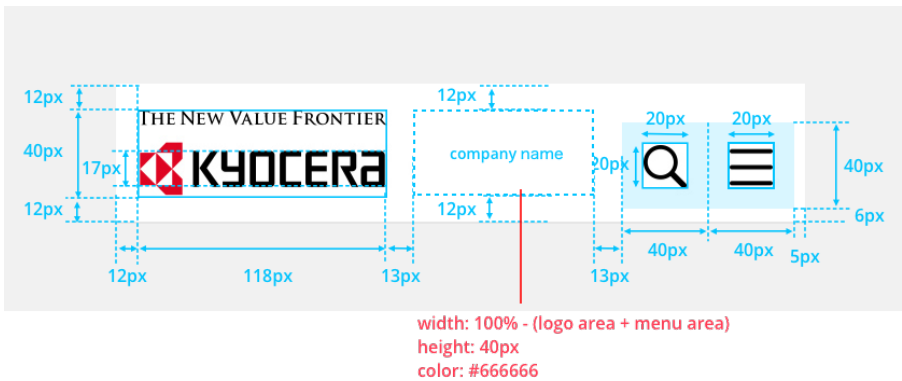 12px
12px
THE NEW VALUE FRONTIER
20px
20px
40px
17px
KYOCERA
company name
20px
40px
12px
12px
6px
12px
118px
13px
13px
40px
40px
5px
width: 100% - (logo area + menu area)
height: 40px
color: #666666